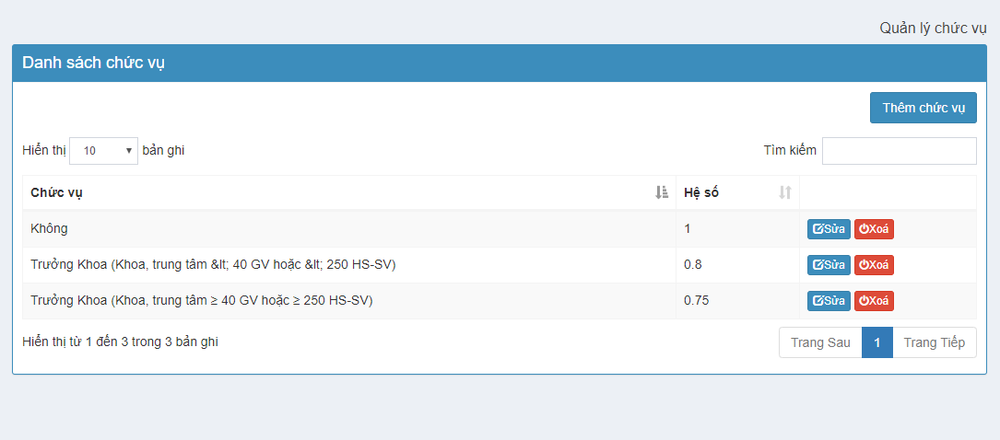 Quản lý chức vụ
Danh sách chức vụ
Thêm chức vụ
Hiển thị 10 bản ghi Tìm kiếm
Chức vụ Hệ số
Không 1 Sửa Xoá
Trưởng Khoa (Khoa, trung tâm &lt; 40 GV hoặc &lt; 250 HS-SV) 0.8 Sửa Xoá
Trưởng Khoa (Khoa, trung tâm ≥ 40 GV hoặc ≥ 250 HS-SV) 0.75 Sửa Xoá
Hiển thị từ 1 đến 3 trong 3 bản ghi Trang Sau 1 Trang Tiếp